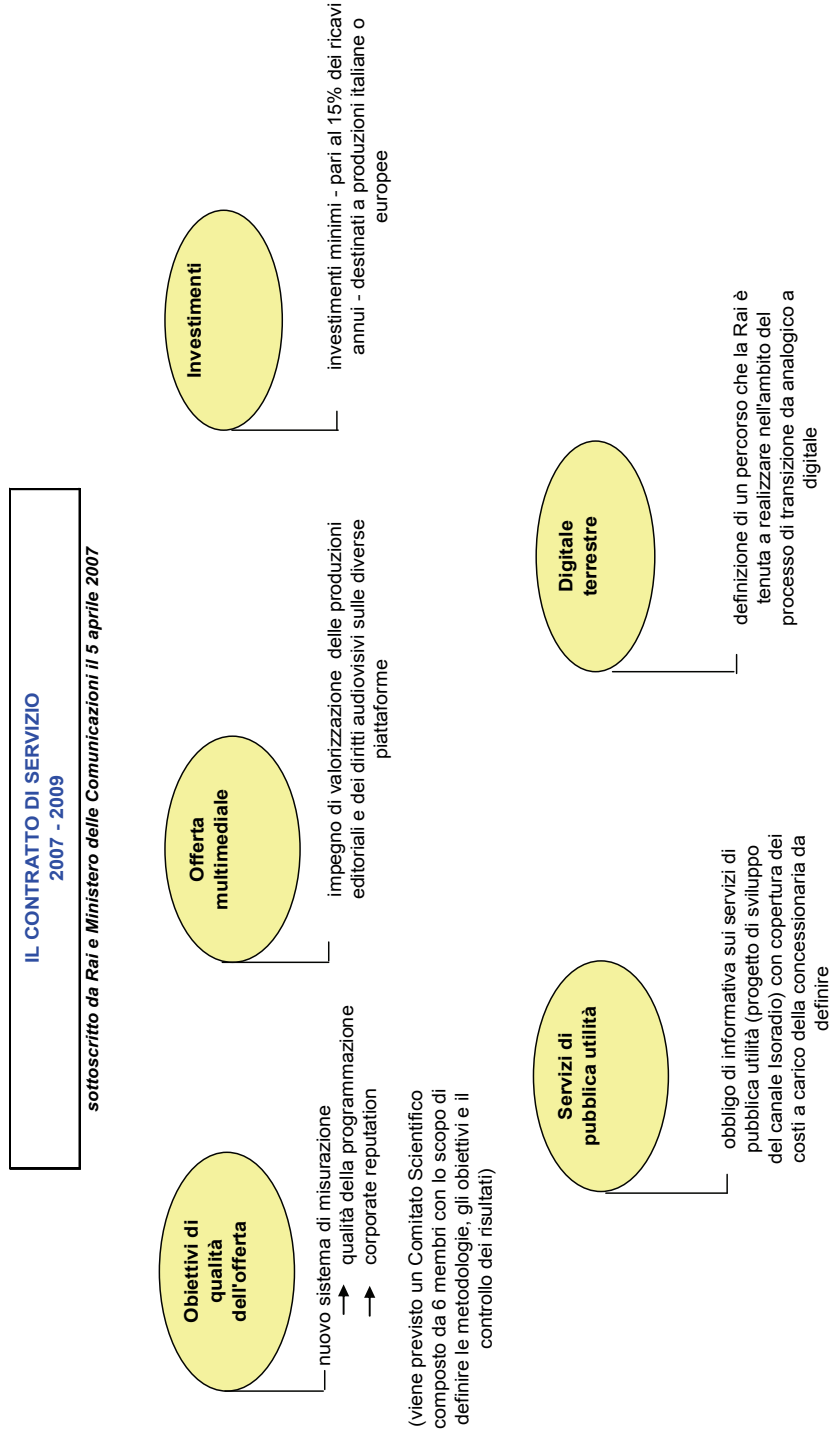 IL CONTRATTO DI SERVIZIO
2007 - 2009
sottoscritto da Rai e Ministero delle Comunicazioni il 5 aprile 2007
Obiettivi di
qualità
dell'offerta
nuovo sistema di misurazione
qualità della programmazione
corporate reputation
(viene previsto un Comitato Scientifico
composto da 6 membri con lo scopo di
definire le metodologie, gli obiettivi e il
controllo dei risultati)
Offerta
multimediale
impegno di valorizzazione delle produzioni
editoriali e dei diritti audiovisivi sulle diverse
piattaforme
Investimenti
investimenti minimi - pari al 15% dei ricavi
annui - destinati a produzioni italiane o
europee
Servizi di
pubblica utilità
obbligo di informativa sui servizi di
pubblica utilità (progetto di sviluppo
del canale Isoradio) con copertura dei
costi a carico della concessionaria da
definire
Digitale
terrestre
definizione di un percorso che la Rai è
tenuta a realizzare nell'ambito del
processo di transizione da analogico a
digitale